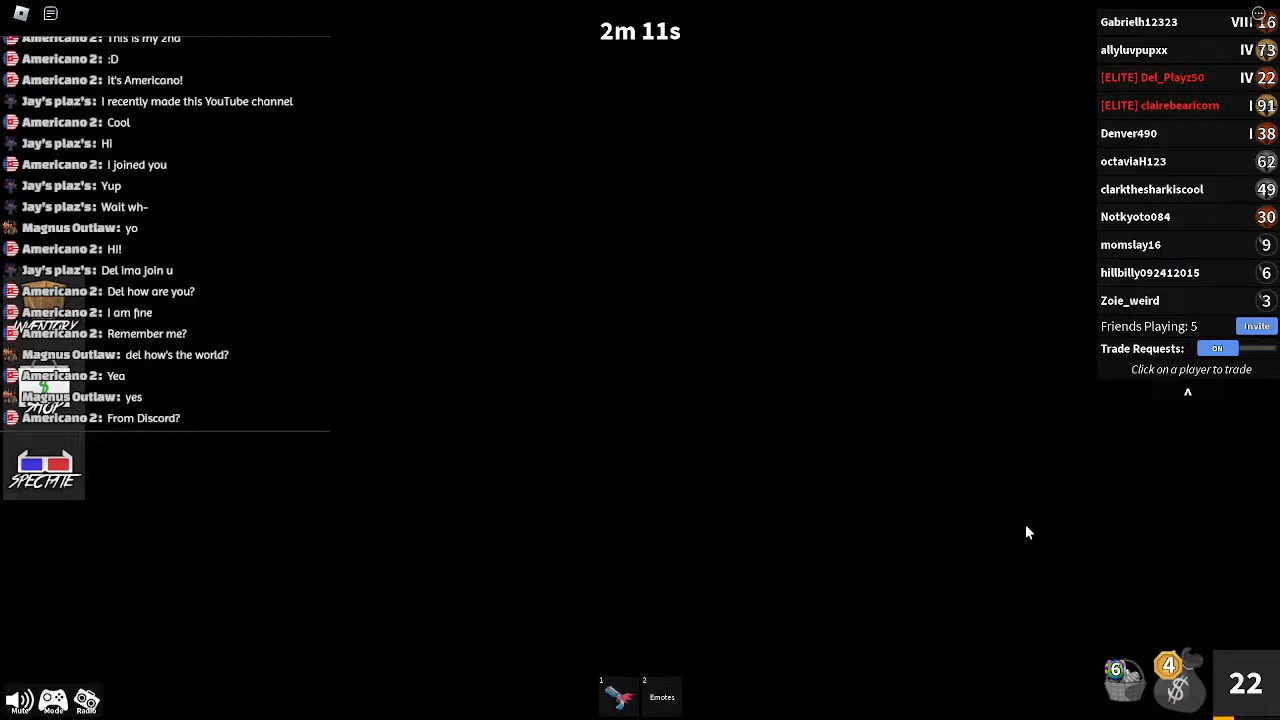 2m 11s
Americano 2: This is my 2nd
Americano 2: :D
Americano 2: It's Americano!
Jay's plaz's: I recently made this YouTube channel
Americano 2: Cool
Jay's plaz's: Hi
Americano 2: I joined you
Jay's plaz's: Yup
Jay's plaz's: Wait wh-
Magnus Outlaw: yo
Americano 2: Hi!
Jay's plaz's: Del ima join u
Americano 2: Del how are you?
Americano 2: I am fine
Americano 2: Remember me?
Magnus Outlaw: del how's the world?
Americano 2: Yea
Magnus Outlaw: yes
Americano 2: From Discord?
INVENTORY
$
SHOP
SPECTATE
Gabrielh12323 VIII 16
allyluvpupxx IV 73
[ELITE] Del_Playz50 IV 22
[ELITE] clairebearicorn I 91
Denver490 I 38
octaviaH123 62
clarkthesharkiscool 49
Notkyoto084 30
momslay16 9
hillbilly092412015 6
Zoie_weird 3
Friends Playing: 5 Invite
Trade Requests: ON
Click on a player to trade
Mute Mode Radio
1
2 Emotes
6
4
$
22